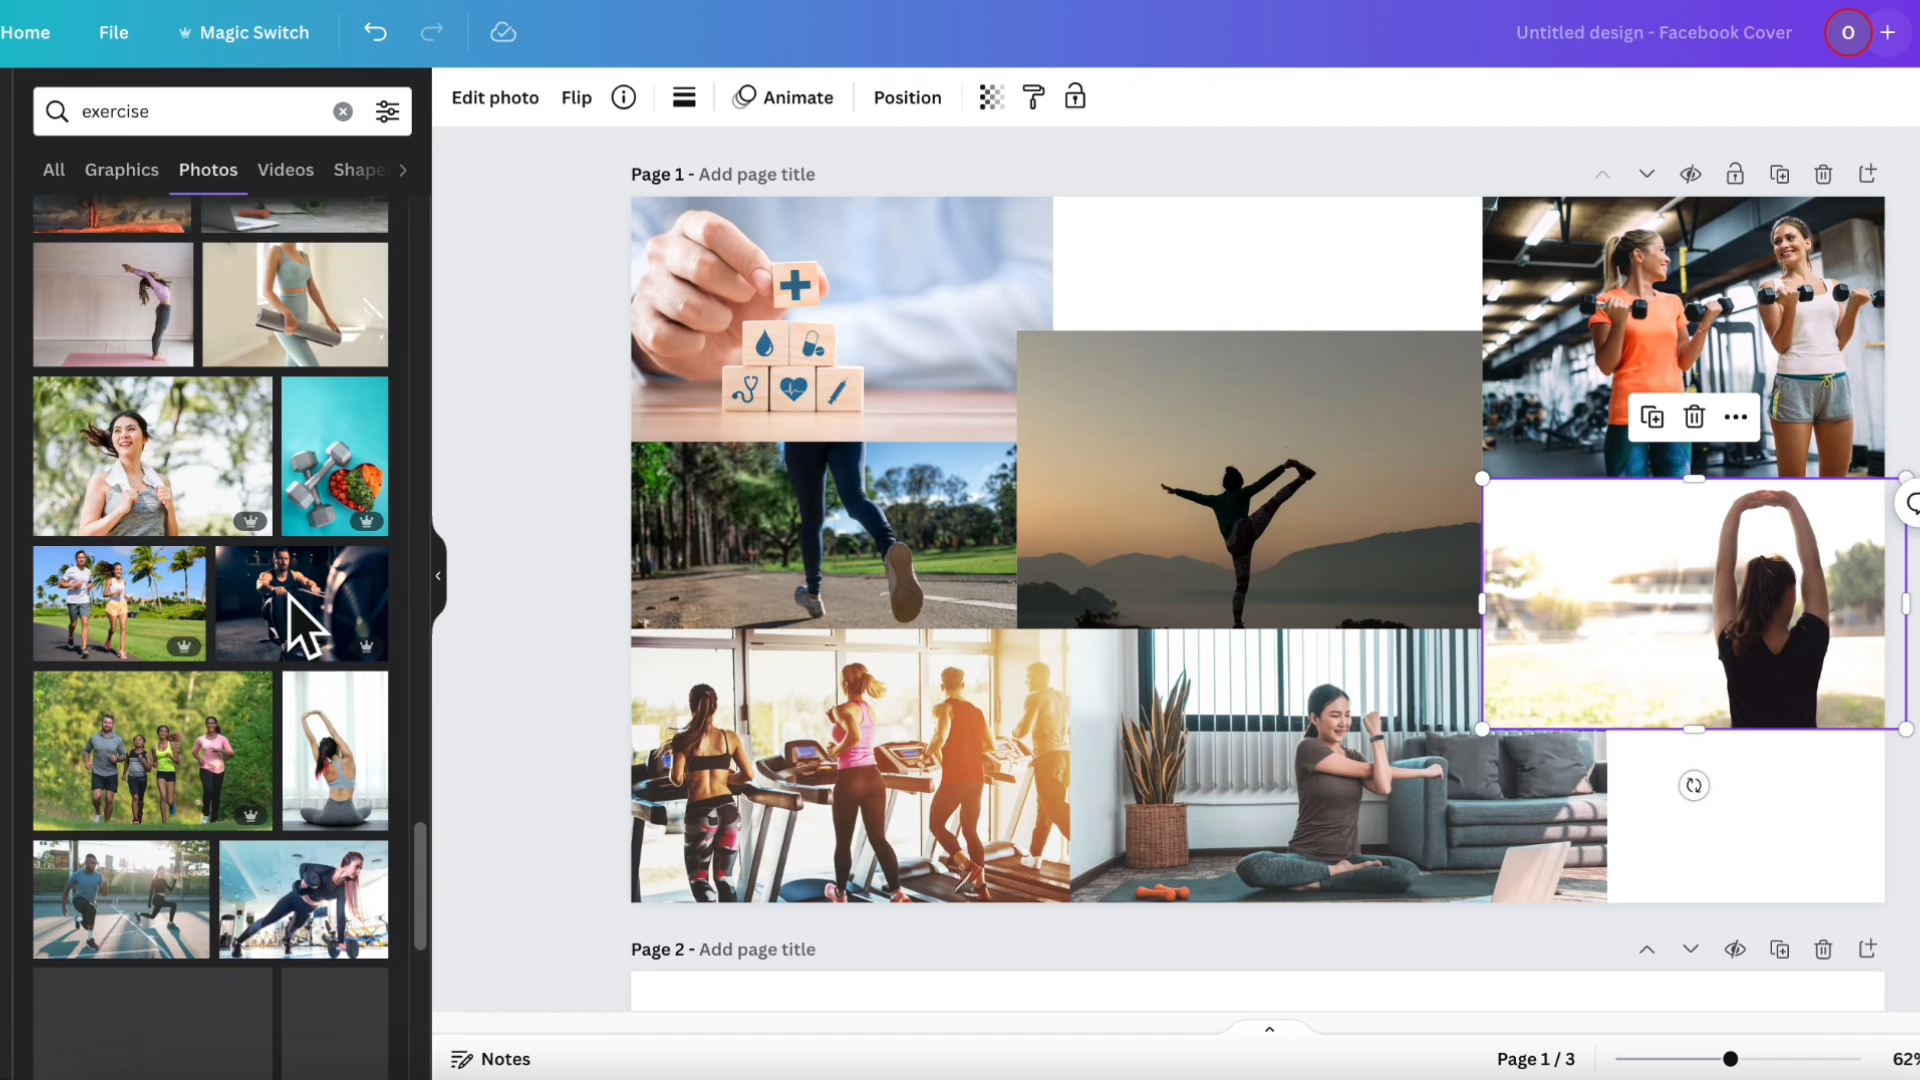 Home File Magic Switch Untitled design - Facebook Cover O +
exercise
Edit photo Flip Animate Position
All Graphics Photos Videos Shape
Page 1 - Add page title
Page 2 - Add page title
Notes Page 1 / 3 62%